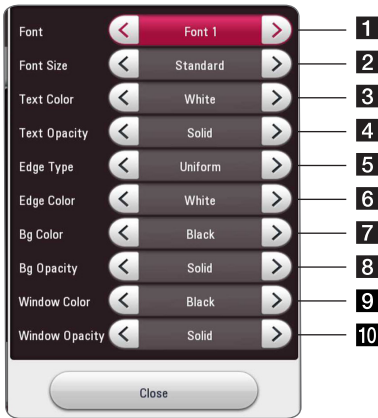 Font < Font 1 > 1
Font Size < Standard > 2
Text Color < White > 3
Text Opacity < Solid > 4
Edge Type < Uniform > 5
Edge Color < White > 6
Bg Color < Black > 7
Bg Opacity < Solid > 8
Window Color < Black > 9
Window Opacity < Solid > 10
Close